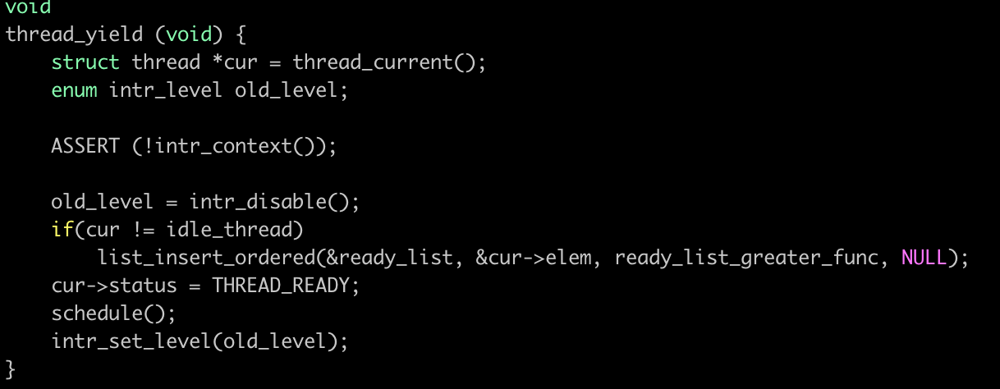 void
thread_yield (void) {
    struct thread *cur = thread_current();
    enum intr_level old_level;

    ASSERT (!intr_context());

    old_level = intr_disable();
    if(cur != idle_thread)
        list_insert_ordered(&ready_list, &cur->elem, ready_list_greater_func, NULL);
    cur->status = THREAD_READY;
    schedule();
    intr_set_level(old_level);
}